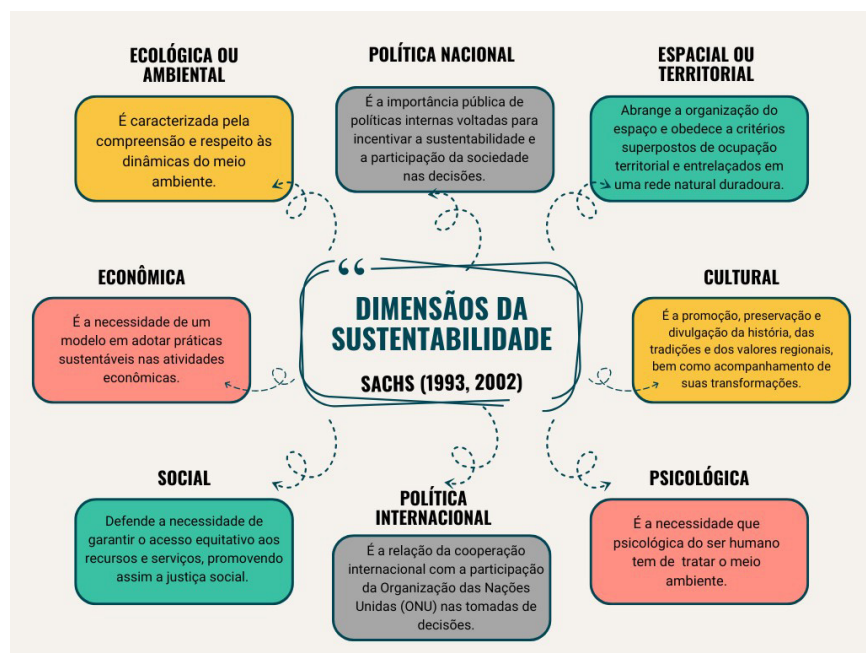 ECOLÓGICA OU
AMBIENTAL
É caracterizada pela
compreensão e respeito às
dinâmicas do meio
ambiente.
POLÍTICA NACIONAL
É a importância pública de
políticas internas voltadas para
incentivar a sustentabilidade e
a participação da sociedade
nas decisões.
ESPACIAL OU
TERRITORIAL
Abrange a organização do
espaço e obedece a critérios
superpostos de ocupação
territorial e entrelaçados em
uma rede natural duradoura.
ECONÔMICA
É a necessidade de um
modelo em adotar práticas
sustentáveis nas atividades
econômicas.
“
DIMENSÃOS DA
SUSTENTABILIDADE
SACHS (1993, 2002)
CULTURAL
É a promoção, preservação e
divulgação da história, das
tradições e dos valores regionais,
bem como acompanhamento de
suas transformações.
SOCIAL
Defende a necessidade de
garantir o acesso equitativo aos
recursos e serviços, promovendo
assim a justiça social.
POLÍTICA
INTERNACIONAL
É a relação da cooperação
internacional com a participação
da Organização das Nações
Unidas (ONU) nas tomadas de
decisões.
PSICOLÓGICA
É a necessidade que
psicológica do ser humano
tem de tratar o meio
ambiente.